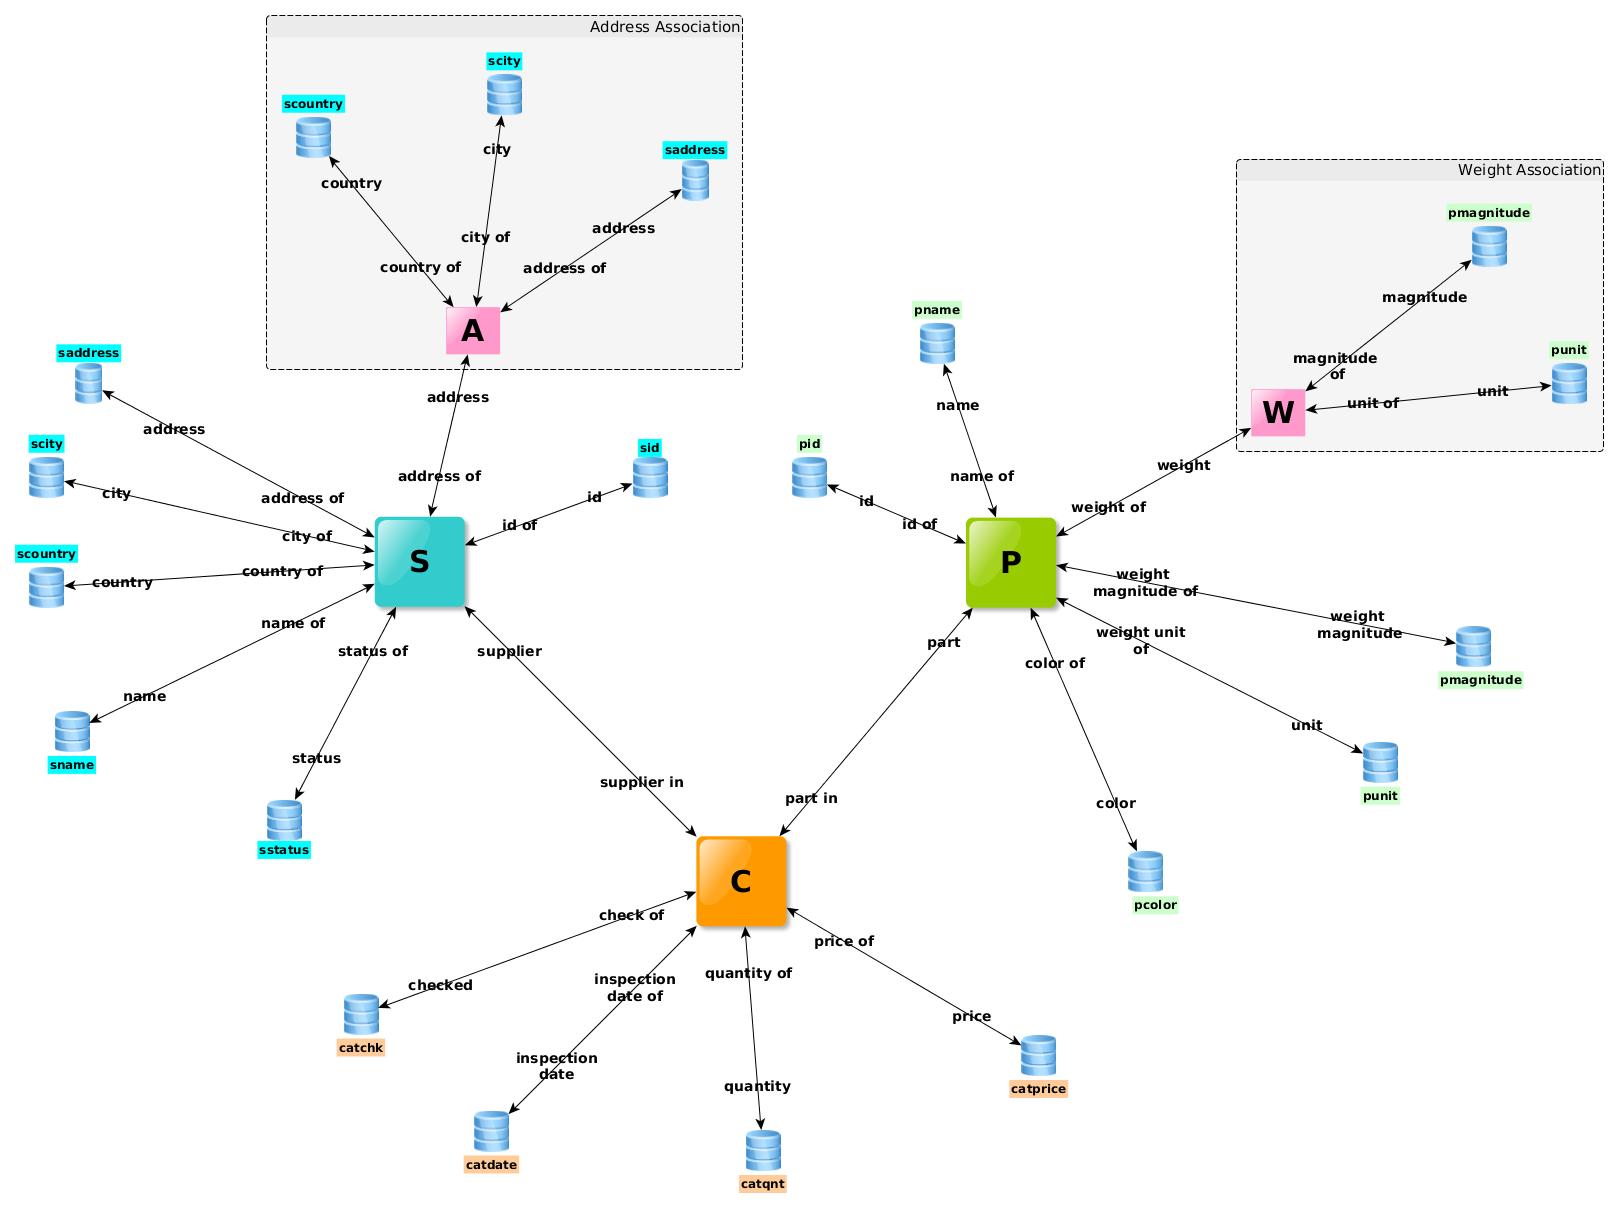 Address Association
scity
scountry
city
saddress
country
address
city of
country of
address of
A
Weight Association
pmagnitude
magnitude
punit
magnitude
of
unit
unit of
W
pname
name
name of
saddress
address
address of
address
address of
scity
city
city of
sid
id
id of
pid
id
id of
weight
weight of
scountry
country
country of
S
P
name of
name
sname
status of
status
sstatus
supplier
supplier in
part
part in
weight
magnitude of
weight
magnitude
pmagnitude
weight unit
of
unit
punit
color of
color
pcolor
C
check of
checked
catchk
inspection
date of
inspection
date
catdate
quantity of
quantity
catqnt
price of
price
catprice